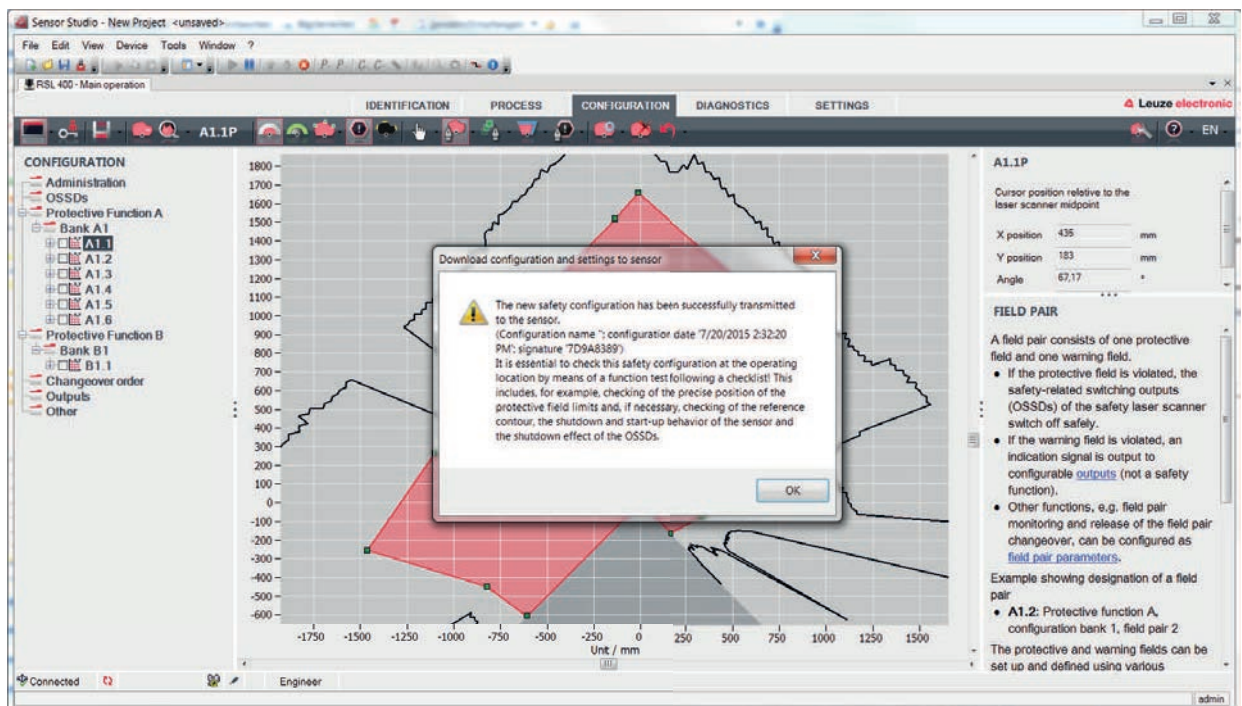 Sensor Studio - New Project <unsaved>
File Edit View Device Tools Window ?
RSL 400 - Main operation
IDENTIFICATION PROCESS CONFIGURATION DIAGNOSTICS SETTINGS
Leuze electronic
A1.1P
EN
CONFIGURATION
Administration
OSSDs
Protective Function A
Bank A1
A1.1
A1.2
A1.3
A1.4
A1.5
A1.6
Protective Function B
Bank B1
B1.1
Changeover order
Outputs
Other
1800
1700
1600
1500
1400
1300
1200
1100
1000
900
800
700
600
500
400
300
200
100
0
-100
-200
-300
-400
-500
-600
-1750 -1500 -1250 -1000 -750 -500 -250 0 250 500 750 1000 1250 1500
Unt / mm
Download configuration and settings to sensor
The new safety configuration has been successfully transmitted
to the sensor.
(Configuration name ''; configuration date '7/20/2015 2:32:20
PM'; signature '7D9A8389')
It is essential to check this safety configuration at the operating
location by means of a function test following a checklist! This
includes, for example, checking of the precise position of the
protective field limits and, if necessary, checking of the reference
contour, the shutdown and start-up behavior of the sensor and
the shutdown effect of the OSSDs.
OK
A1.1P
Cursor position relative to the
laser scanner midpoint
X position 435 mm
Y position 183 mm
Angle 67,17 °
FIELD PAIR
A field pair consists of one protective
field and one warning field.
• If the protective field is violated, the
safety-related switching outputs
(OSSDs) of the safety laser scanner
switch off safely.
• If the warning field is violated, an
indication signal is output to
configurable outputs (not a safety
function).
• Other functions, e.g. field pair
monitoring and release of the field pair
changeover, can be configured as
field pair parameters.
Example showing designation of a field
pair
• A1.2: Protective function A,
configuration bank 1, field pair 2
The protective and warning fields can be
set up and defined using various
Connected
Engineer
admin